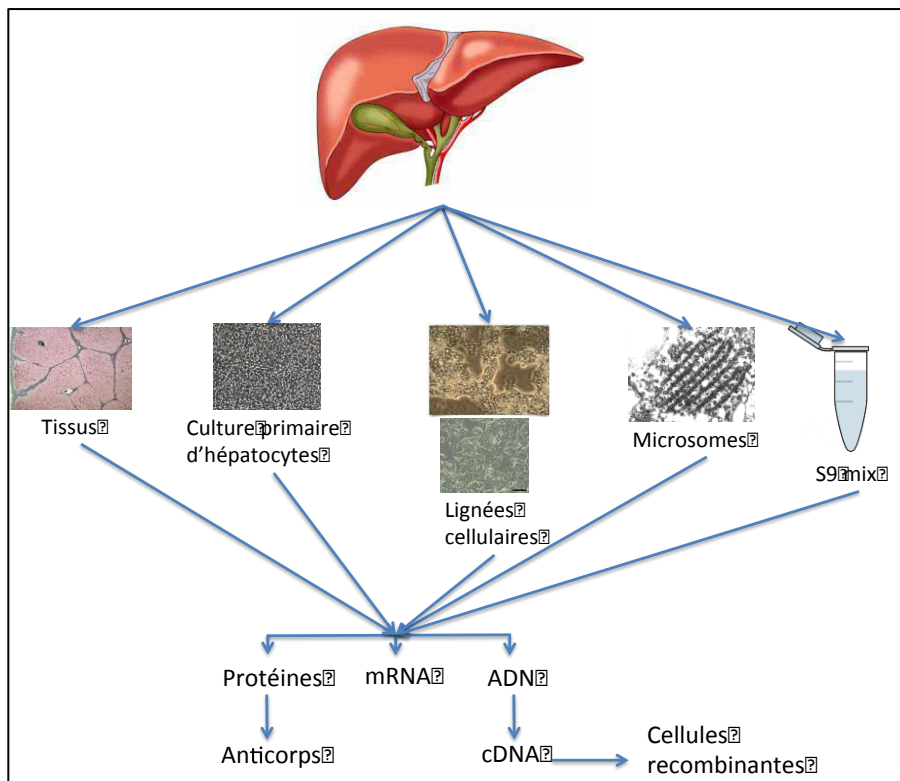 Tissus
Culture primaire
d'hépatocytes
Lignées
cellulaires
Microsomes
S9 mix
Protéines
mRNA
ADN
Anticorps
cDNA
Cellules
recombinantes